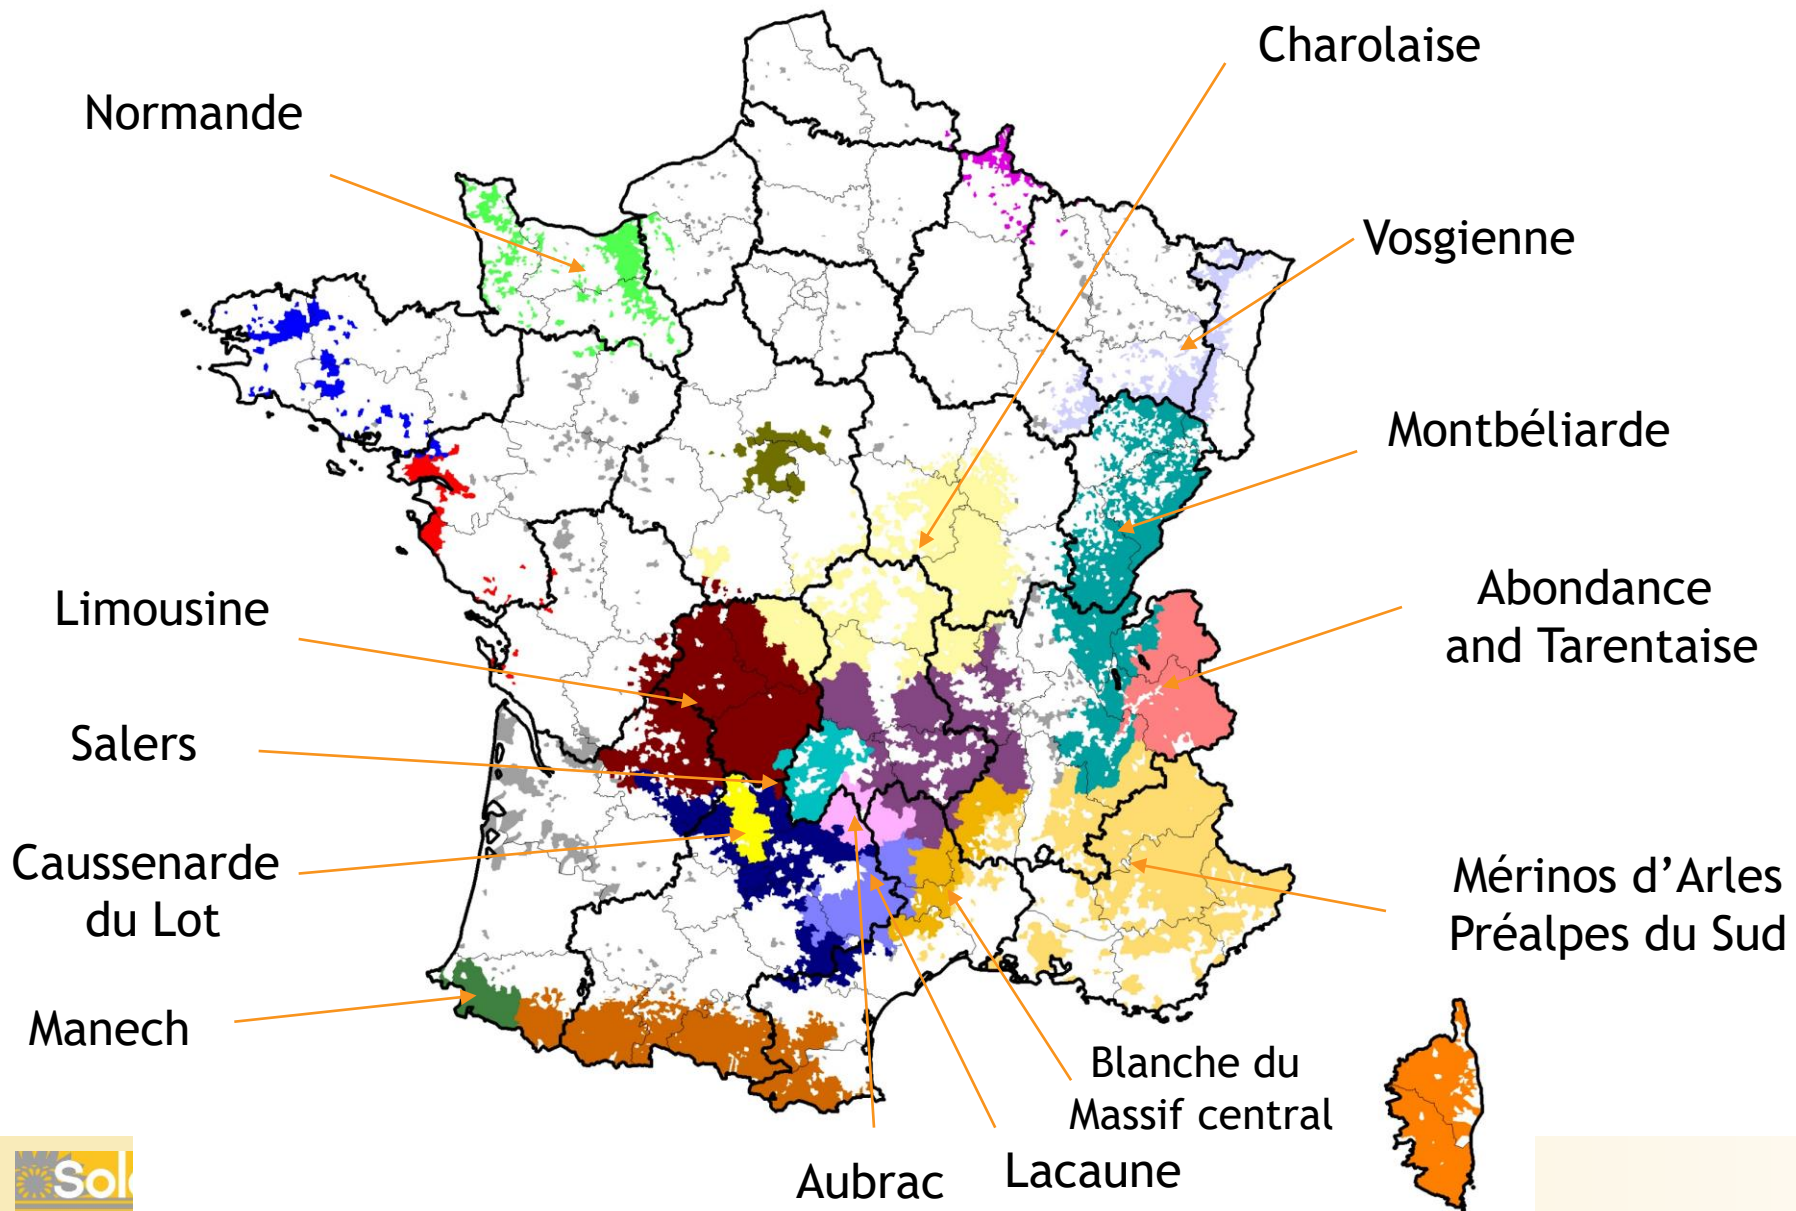 Charolaise
Normande
Vosgienne
Montbéliarde
Limousine
Abondance
and Tarentaise
Salers
Caussenarde
du Lot
Mérinos d’Arles
Préalpes du Sud
Manech
Blanche du
Massif central
Aubrac
Lacaune